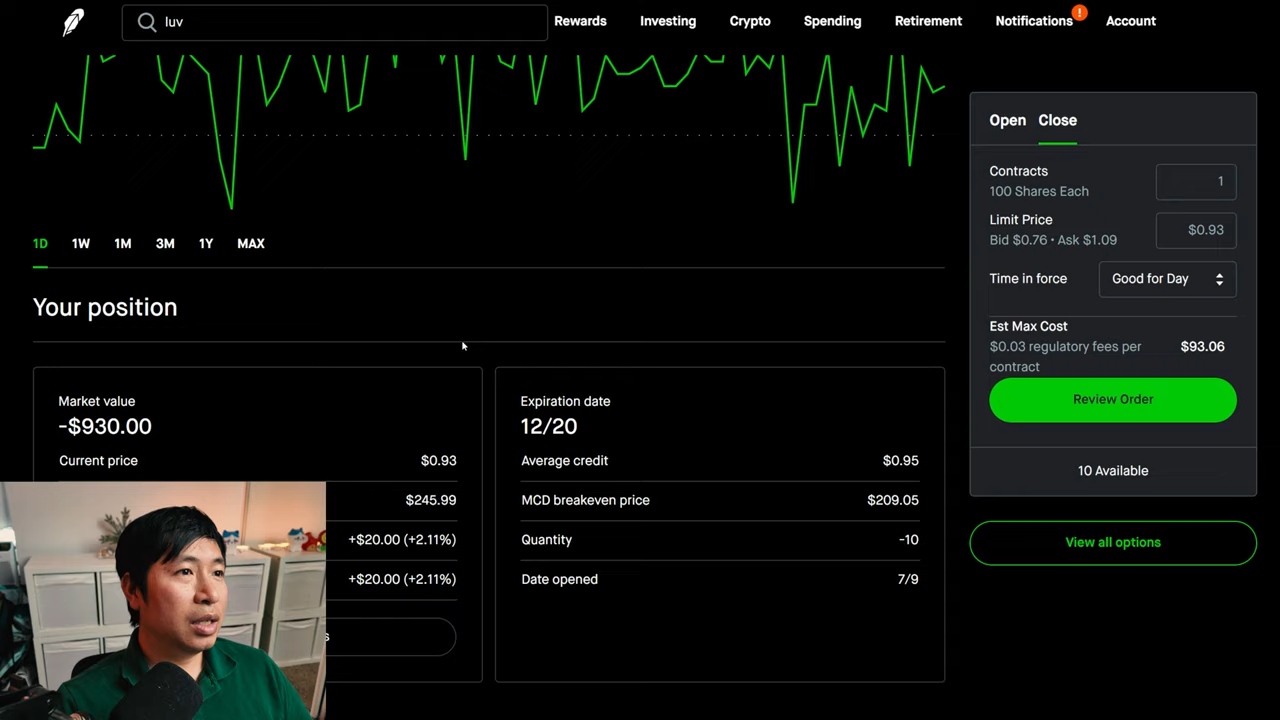 luv
Rewards
Investing
Crypto
Spending
Retirement
Notifications
!
Account
1D
1W
1M
3M
1Y
MAX
Your position
Market value
-$930.00
Current price
$0.93
$245.99
+$20.00 (+2.11%)
+$20.00 (+2.11%)
s
Expiration date
12/20
Average credit
$0.95
MCD breakeven price
$209.05
Quantity
-10
Date opened
7/9
Open
Close
Contracts
100 Shares Each
1
Limit Price
Bid $0.76 • Ask $1.09
$0.93
Time in force
Good for Day
Est Max Cost
$0.03 regulatory fees per
contract
$93.06
Review Order
10 Available
View all options